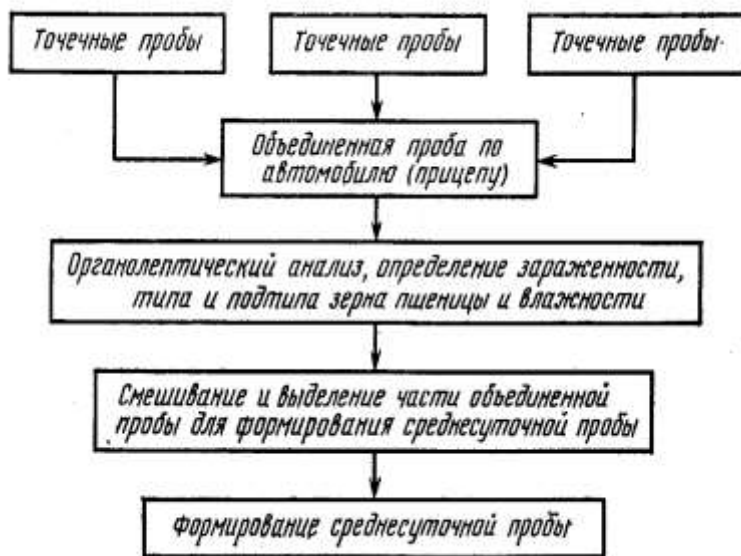 Точечные пробы
Точечные пробы
Точечные пробы
Объединенная проба по
автомобилю (прицепу)
Органолептический анализ, определение зараженности,
типа и подтипа зерна пшеницы и влажности
Смешивание и выделение части объединенной
пробы для формирования среднесуточной пробы
Формирование среднесуточной пробы